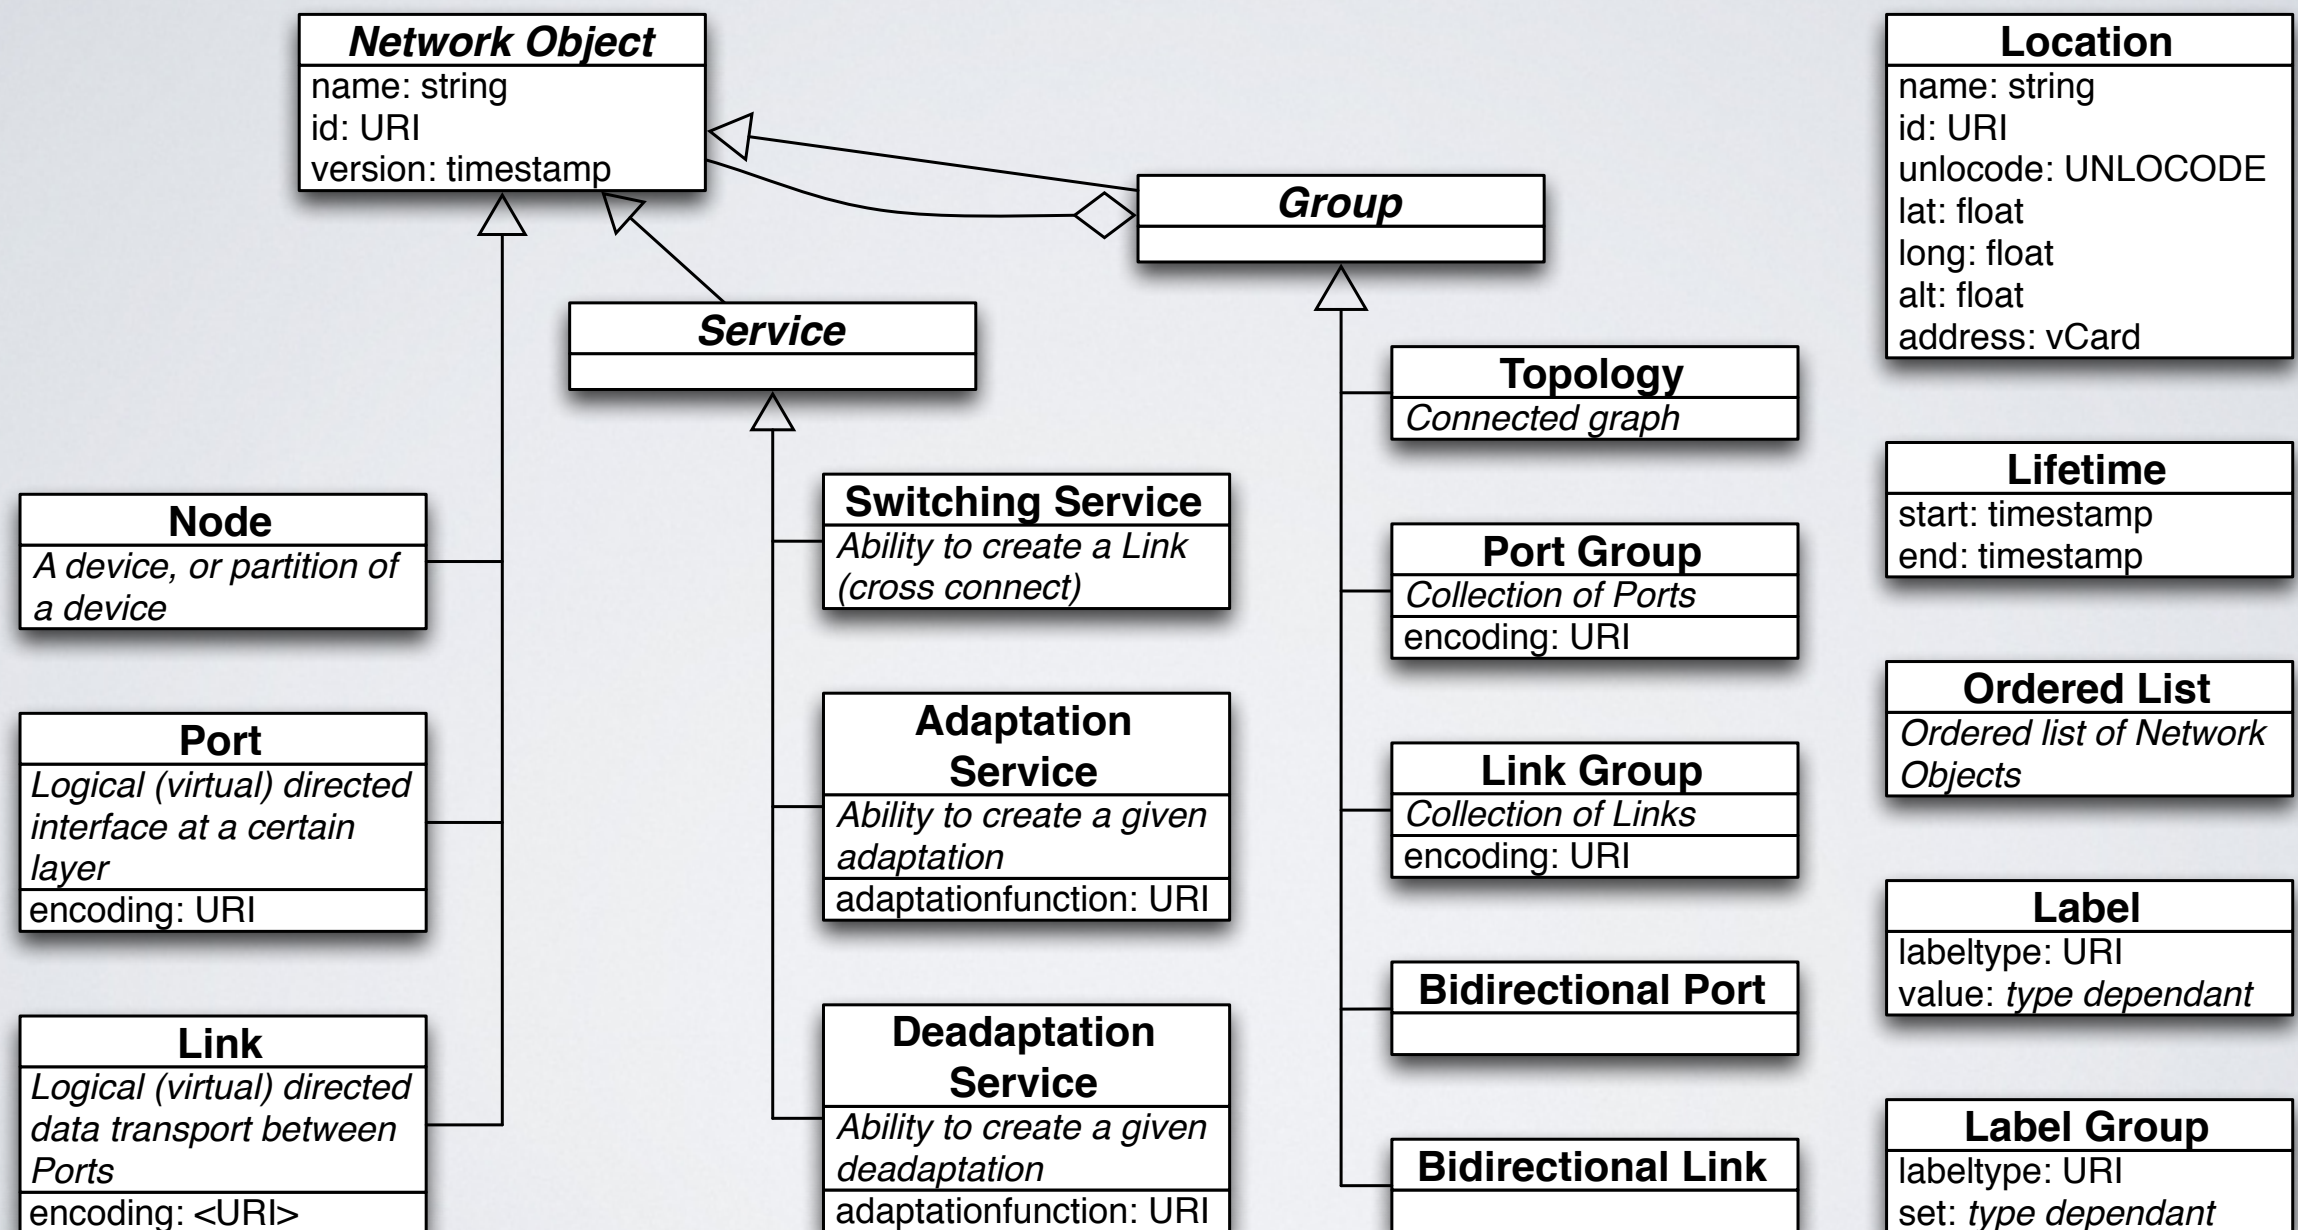 Network Object
name: string
id: URI
version: timestamp
Group
Service
Node
A device, or partition of
a device
Port
Logical (virtual) directed
interface at a certain
layer
encoding: URI
Link
Logical (virtual) directed
data transport between
Ports
encoding: <URI>
Switching Service
Ability to create a Link
(cross connect)
Adaptation
Service
Ability to create a given
adaptation
adaptationfunction: URI
Deadaptation
Service
Ability to create a given
deadaptation
adaptationfunction: URI
Topology
Connected graph
Port Group
Collection of Ports
encoding: URI
Link Group
Collection of Links
encoding: URI
Bidirectional Port
Bidirectional Link
Location
name: string
id: URI
unlocode: UNLOCODE
lat: float
long: float
alt: float
address: vCard
Lifetime
start: timestamp
end: timestamp
Ordered List
Ordered list of Network
Objects
Label
labeltype: URI
value: type dependant
Label Group
labeltype: URI
set: type dependant